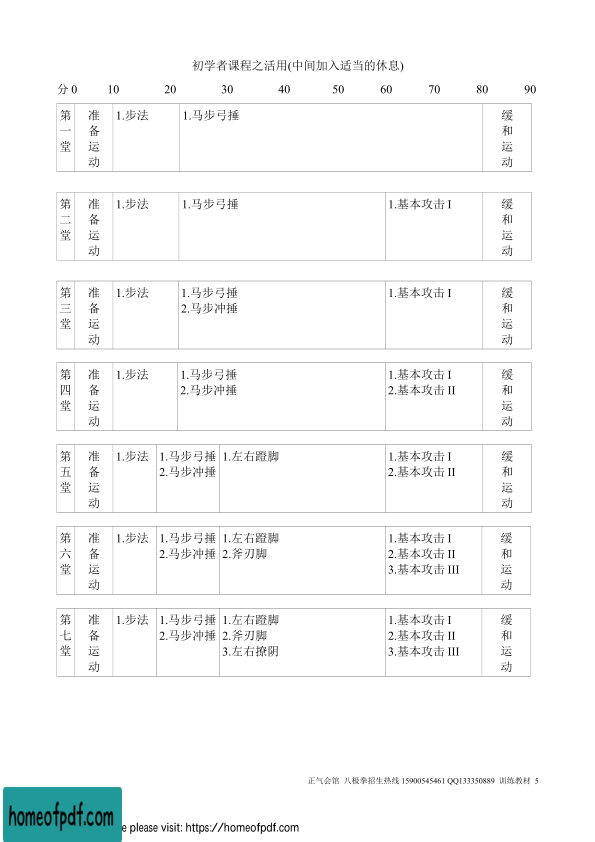 初学者课程之活用(中间加入适当的休息)
分 0 10 20 30 40 50 60 70 80 90
第一堂 准备运动 1.步法 1.马步弓捶 缓和运动
第二堂 准备运动 1.步法 1.马步弓捶 1.基本攻击 I 缓和运动
第三堂 准备运动 1.步法 1.马步弓捶 1.基本攻击 I 缓和运动
2.马步冲捶
第四堂 准备运动 1.步法 1.马步弓捶 1.基本攻击 I 缓和运动
2.马步冲捶 2.基本攻击 II
第五堂 准备运动 1.步法 1.马步弓捶 1.左右蹬脚 1.基本攻击 I 缓和运动
2.马步冲捶 2.基本攻击 II
第六堂 准备运动 1.步法 1.马步弓捶 1.左右蹬脚 1.基本攻击 I 缓和运动
2.马步冲捶 2.斧刃脚 2.基本攻击 II
3.基本攻击 III
第七堂 准备运动 1.步法 1.马步弓捶 1.左右蹬脚 1.基本攻击 I 缓和运动
2.马步冲捶 2.斧刃脚 2.基本攻击 II
3.左右撩阴 3.基本攻击 III
正气会馆 八极拳招生热线 15900545461 QQ133350889 训练教材 5
homeofpdf.com
please visit: https://homeofpdf.com